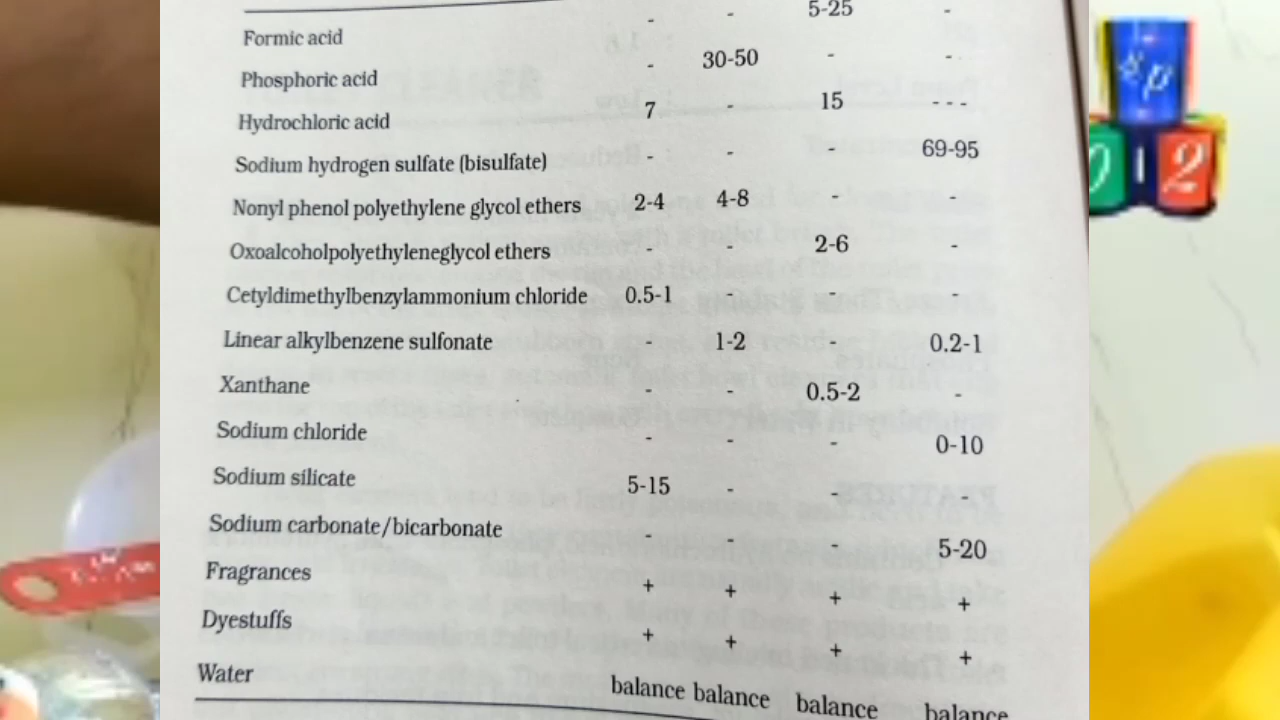 Formic acid - - 5-25 -
Phosphoric acid - 30-50 - -
Hydrochloric acid 7 - 15 - - -
Sodium hydrogen sulfate (bisulfate) - - 69-95
Nonyl phenol polyethylene glycol ethers 2-4 4-8 - -
Oxoalcoholpolyethyleneglycol ethers - - 2-6 -
Cetyldimethylbenzylammonium chloride 0.5-1 - - -
Linear alkylbenzene sulfonate 1-2 - 0.2-1
Xanthane - - 0.5-2 -
Sodium chloride - - - 0-10
Sodium silicate 5-15 - - -
Sodium carbonate/bicarbonate - 5-20
Fragrances + + + +
Dyestuffs + + + +
Water balance balance balance balance
2